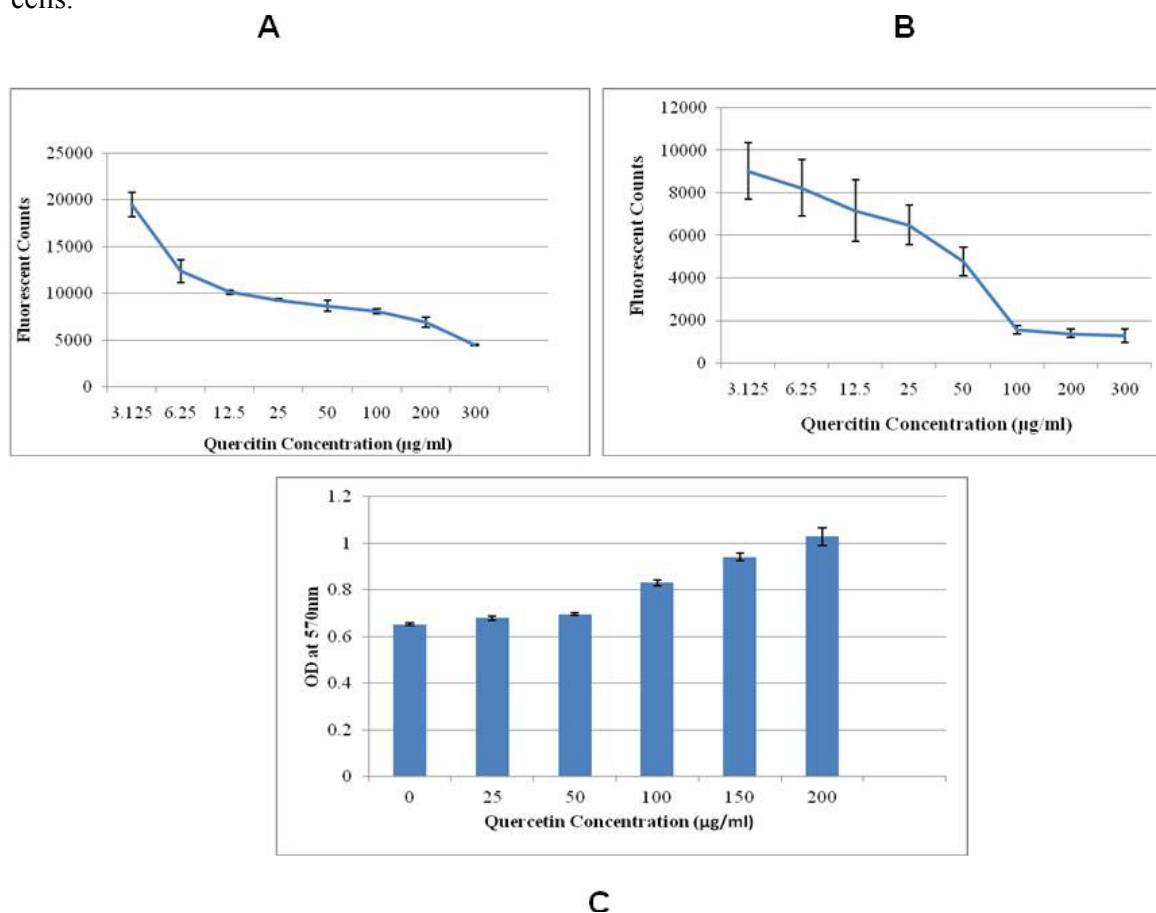 cells.
A
B
25000
20000
15000
10000
5000
0
Fluorescent Counts
3.125 6.25 12.5 25 50 100 200 300
Quercitin Concentration (µg/ml)
12000
10000
8000
6000
4000
2000
0
Fluorescent Counts
3.125 6.25 12.5 25 50 100 200 300
Quercitin Concentration (µg/ml)
1.2
1
0.8
0.6
0.4
0.2
0
OD at 570nm
0 25 50 100 150 200
Quercetin Concentration (µg/ml)
C